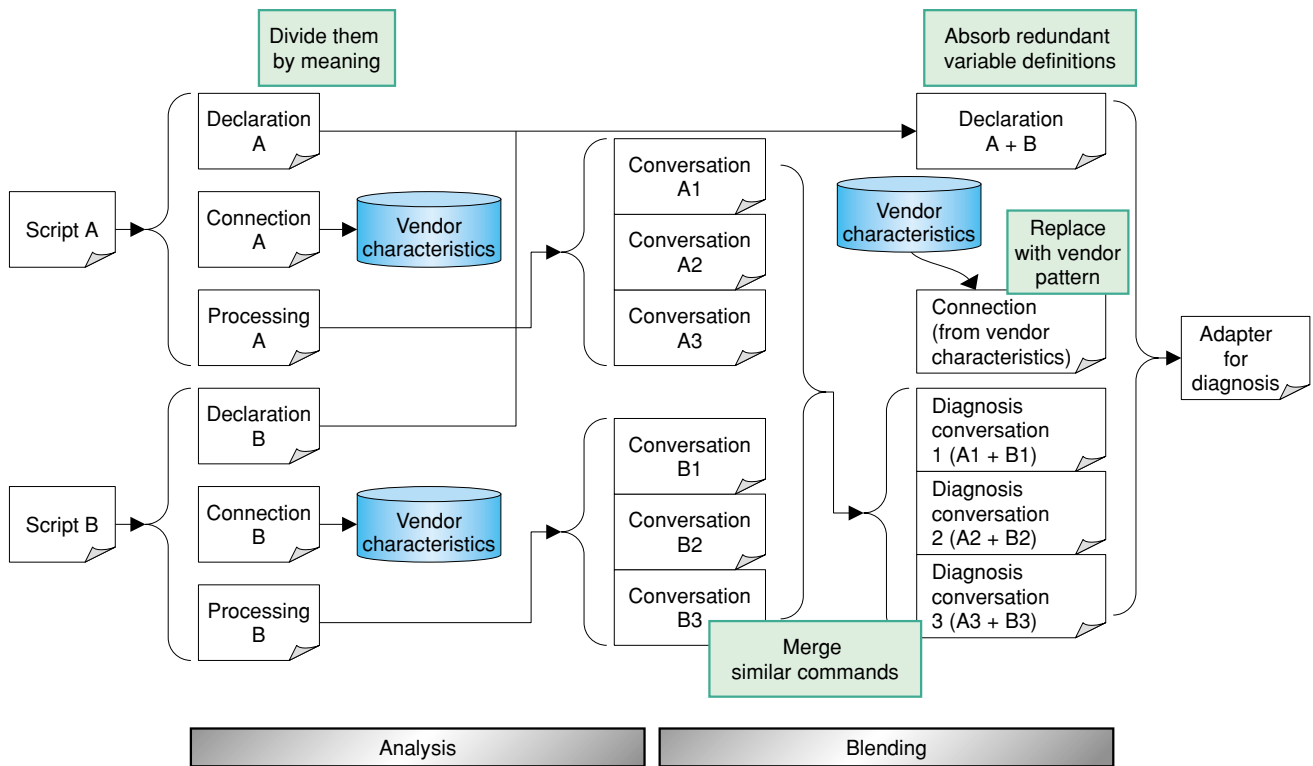 Divide them
by meaning
Absorb redundant
variable definitions
Script A
Declaration
A
Connection
A
Processing
A
Vendor
characteristics
Conversation
A1
Conversation
A2
Conversation
A3
Declaration
A + B
Vendor
characteristics
Replace
with vendor
pattern
Connection
(from vendor
characteristics)
Adapter
for
diagnosis
Script B
Declaration
B
Connection
B
Processing
B
Vendor
characteristics
Conversation
B1
Conversation
B2
Conversation
B3
Diagnosis
conversation
1 (A1 + B1)
Diagnosis
conversation
2 (A2 + B2)
Diagnosis
conversation
3 (A3 + B3)
Merge
similar commands
Analysis
Blending